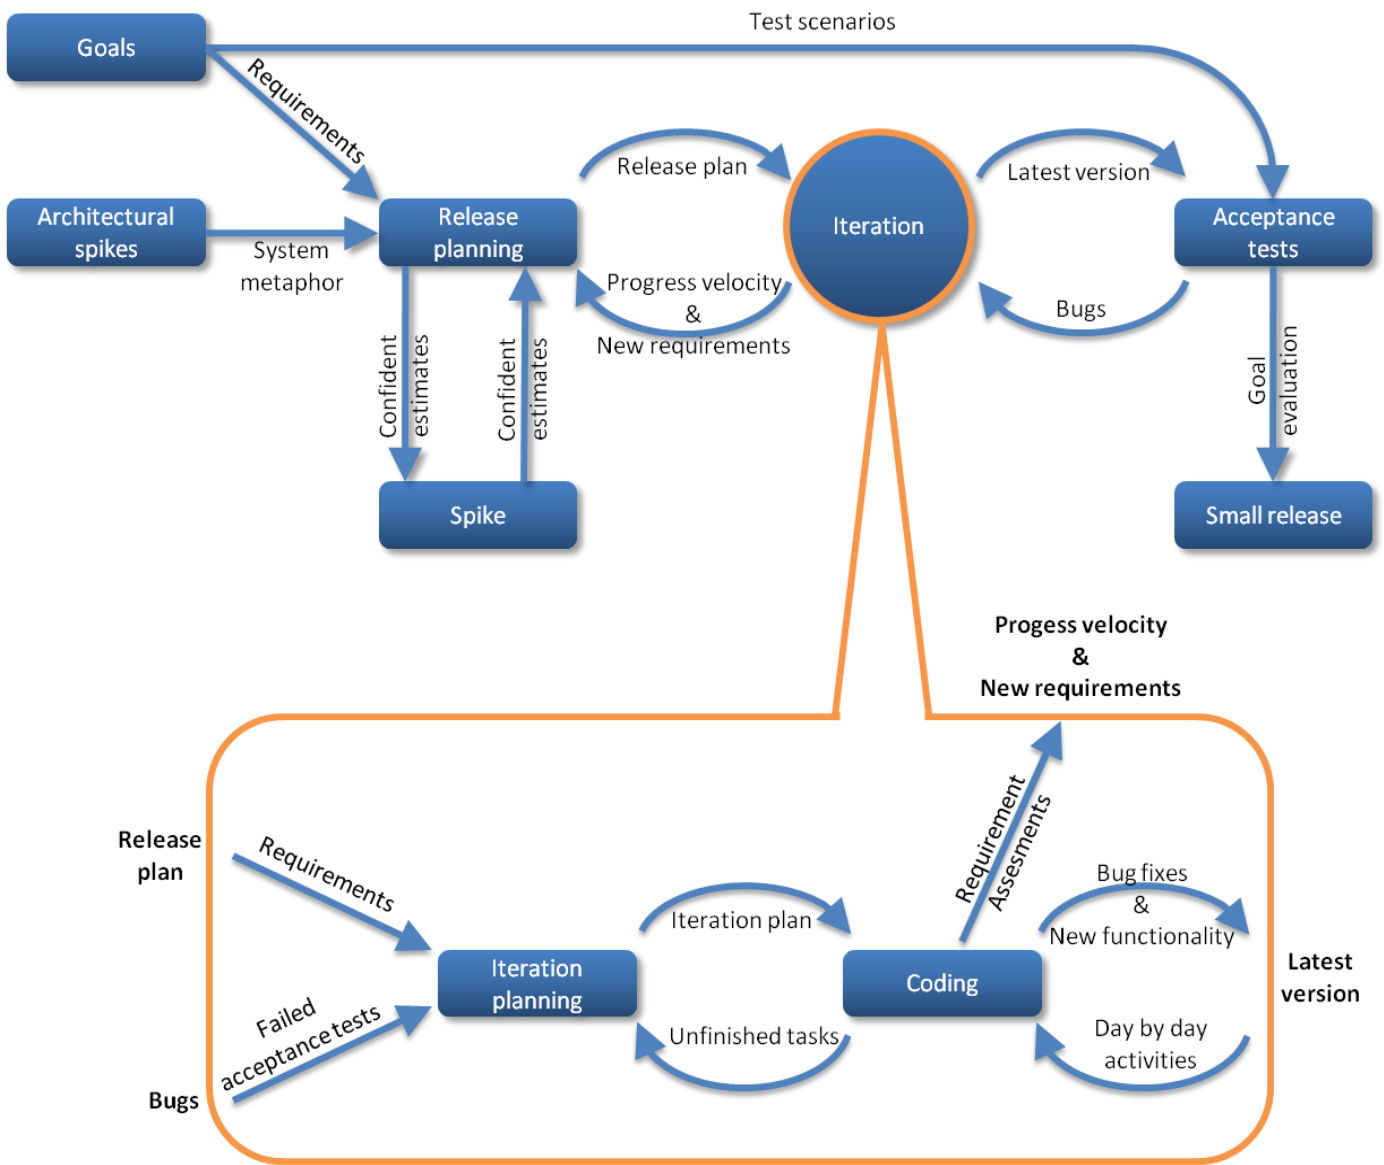 Test scenarios
Goals
Requirements
Architectural
spikes
System
metaphor
Release
planning
Release plan
Iteration
Latest version
Acceptance
tests
Progress velocity
&
New requirements
Bugs
Confident
estimates
Confident
estimates
Goal
evaluation
Spike
Small release
Progess velocity
&
New requirements
Release
plan
Requirements
Requirement
Assesments
Iteration plan
Bug fixes
&
New functionality
Iteration
planning
Coding
Latest
version
Failed
acceptance tests
Unfinished tasks
Day by day
activities
Bugs